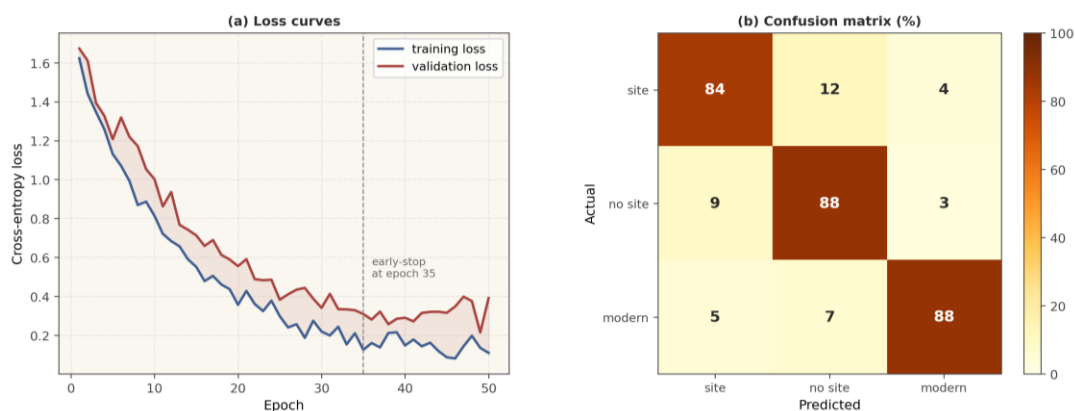 (a) Loss curves
training loss
validation loss
Cross-entropy loss
1.6
1.4
1.2
1.0
0.8
0.6
0.4
0.2
early-stop
at epoch 35
0
10
20
30
40
50
Epoch
(b) Confusion matrix (%)
Actual
site
84
12
4
no site
9
88
3
modern
5
7
88
site
no site
modern
Predicted
100
80
60
40
20
0